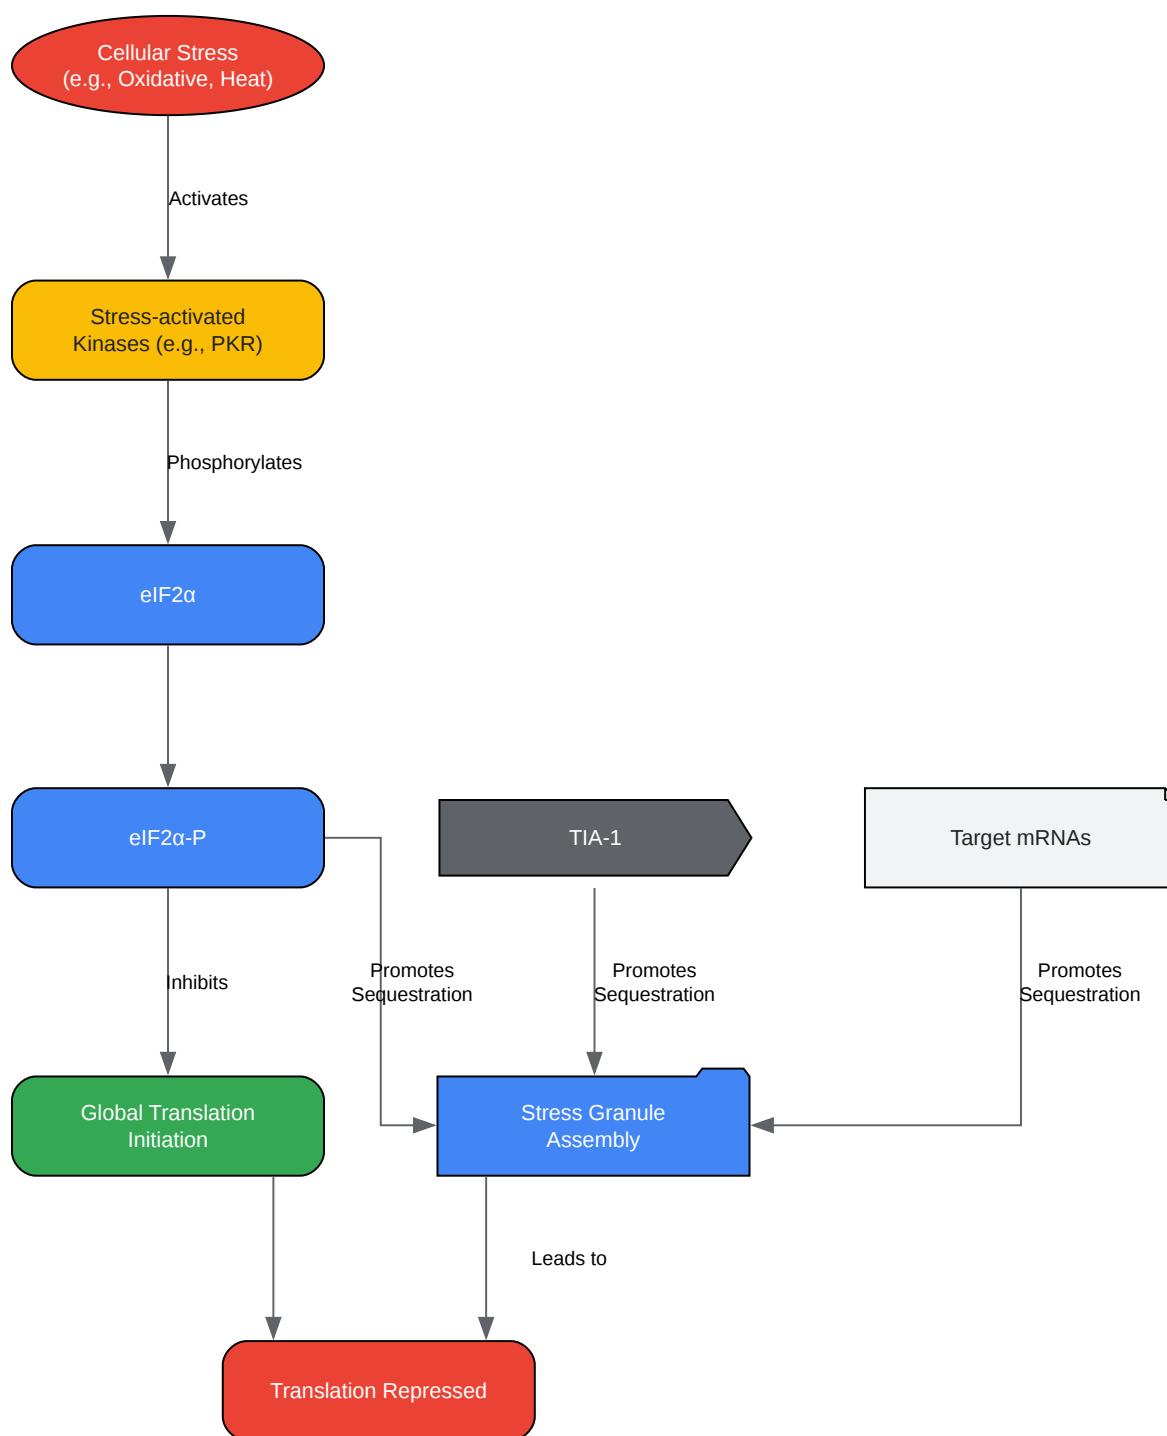 Cellular Stress
(e.g., Oxidative, Heat)
Activates
Stress-activated
Kinases (e.g., PKR)
Phosphorylates
eIF2α
eIF2α-P
TIA-1
Target mRNAs
Inhibits
Promotes
Sequestration
Promotes
Sequestration
Promotes
Sequestration
Global Translation
Initiation
Stress Granule
Assembly
Leads to
Translation Repressed